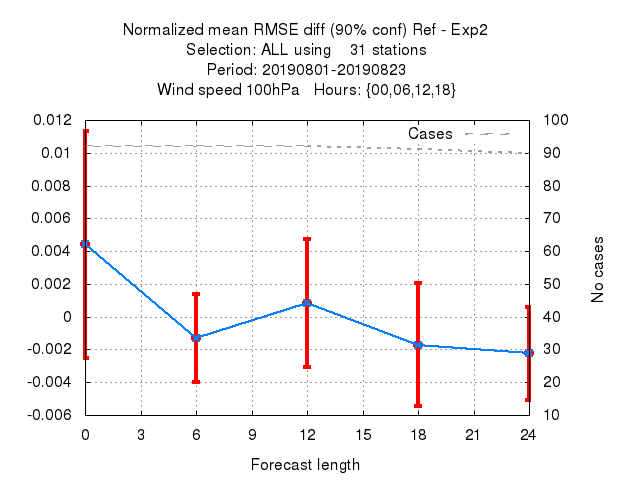 Normalized mean RMSE diff (90% conf) Ref - Exp2
Selection: ALL using    31 stations
Period: 20190801-20190823
Wind speed 100hPa   Hours: {00,06,12,18}
Cases
0.012
0.01
0.008
0.006
0.004
0.002
0
-0.002
-0.004
-0.006
100
90
80
70
60
50
40
30
20
10
No cases
0 3 6 9 12 15 18 21 24
Forecast length